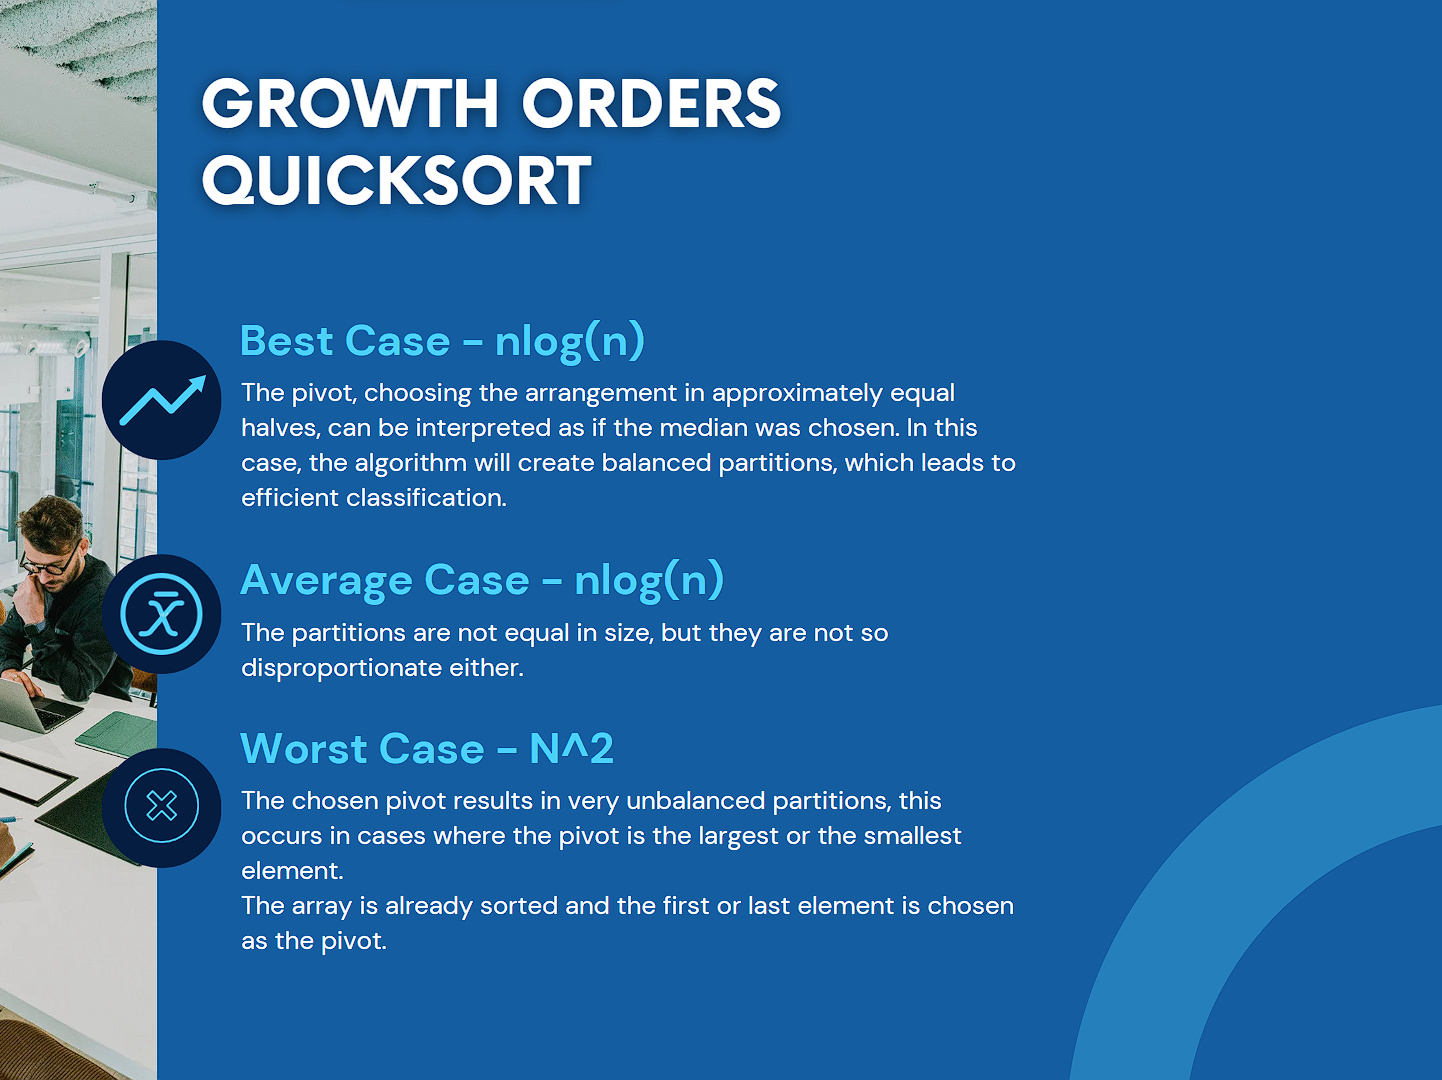 GROWTH ORDERS
QUICKSORT
Best Case - nlog(n)
The pivot, choosing the arrangement in approximately equal
halves, can be interpreted as if the median was chosen. In this
case, the algorithm will create balanced partitions, which leads to
efficient classification.
Average Case - nlog(n)
The partitions are not equal in size, but they are not so
disproportionate either.
Worst Case - N^2
The chosen pivot results in very unbalanced partitions, this
occurs in cases where the pivot is the largest or the smallest
element.
The array is already sorted and the first or last element is chosen
as the pivot.